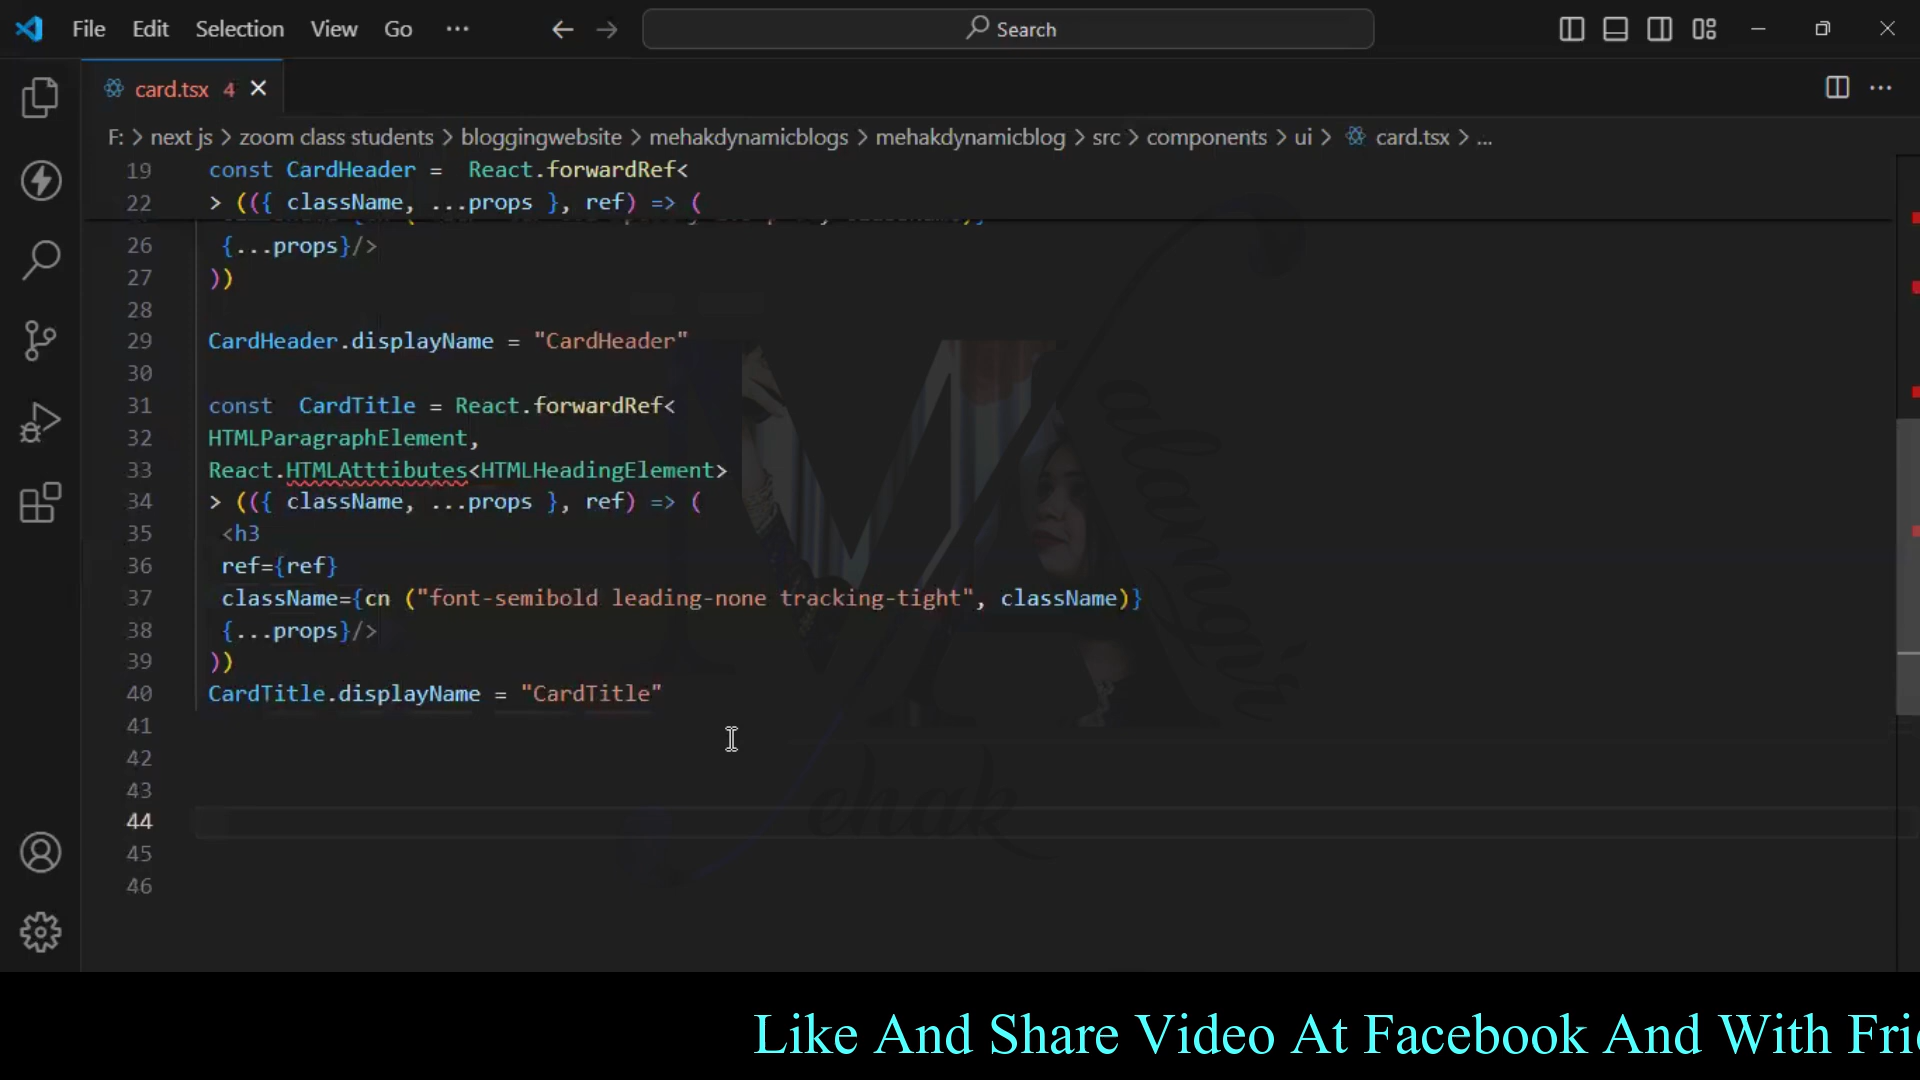 File Edit Selection View Go ··· Search
card.tsx 4
F: > next js > zoom class students > bloggingwebsite > mehakdynamicblogs > mehakdynamicblog > src > components > ui > card.tsx > ...
19 const CardHeader =  React.forwardRef<
22 > (({ className, ...props }, ref) => (
26 {...props}/>
27 ))
28
29 CardHeader.displayName = "CardHeader"
30
31 const  CardTitle = React.forwardRef<
32 HTMLParagraphElement,
33 React.HTMLAtttibutes<HTMLHeadingElement>
34 > (({ className, ...props }, ref) => (
35 <h3
36 ref={ref}
37 className={cn ("font-semibold leading-none tracking-tight", className)}
38 {...props}/>
39 ))
40 CardTitle.displayName = "CardTitle"
41
42
43
44
45
46
alangir
ehak
Like And Share Video At Facebook And With Fri